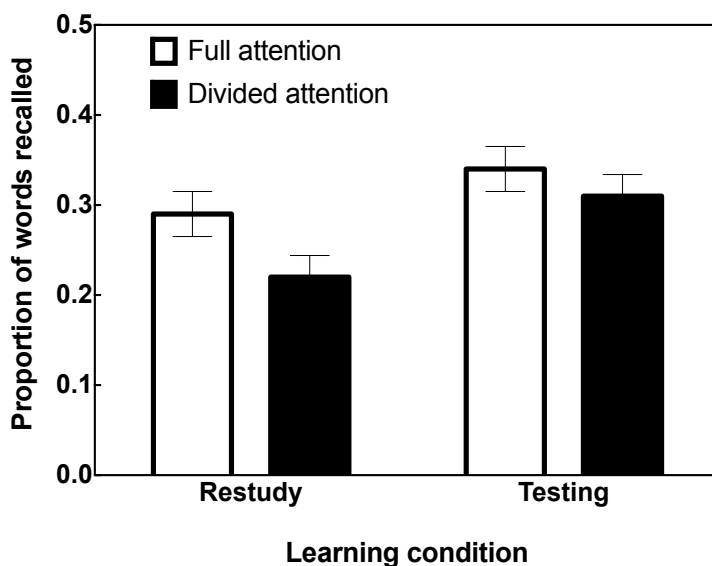 0.5
Full attention
Divided attention
0.4
0.3
0.2
0.1
0.0
Proportion of words recalled
Restudy
Testing
Learning condition